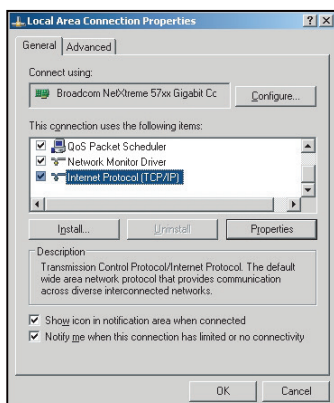 Local Area Connection Properties
General Advanced
Connect using:
Broadcom NetXtreme 57xx Gigabit Cc Configure...
This connection uses the following items:
QoS Packet Scheduler
Network Monitor Driver
Internet Protocol (TCP/IP)
Install... Uninstall Properties
Description
Transmission Control Protocol/Internet Protocol. The default
wide area network protocol that provides communication
across diverse interconnected networks.
Show icon in notification area when connected
Notify me when this connection has limited or no connectivity
OK Cancel